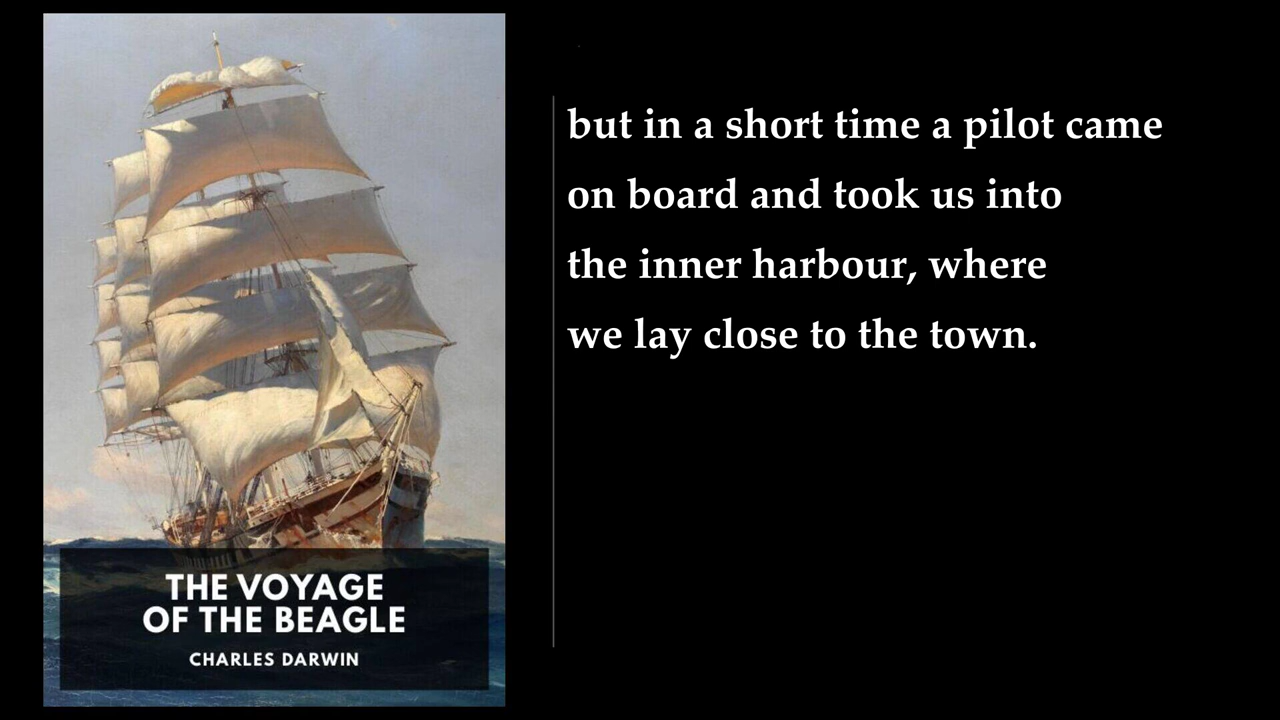 but in a short time a pilot came
on board and took us into
the inner harbour, where
we lay close to the town.
THE VOYAGE
OF THE BEAGLE
CHARLES DARWIN